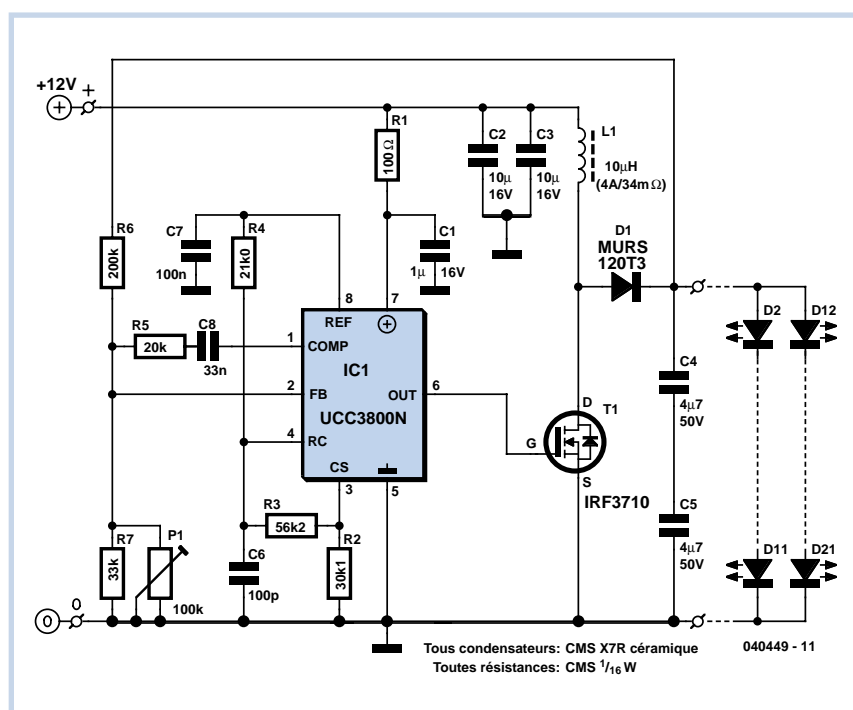 +12V
+
R1
100Ω
C2
10µ
16V
C3
10µ
16V
L1
10µH
(4A/34mΩ)
R6
200k
C7
100n
R4
21k0
C1
1µ 16V
D1
MURS
120T3
D2
D12
R5
20k
C8
33n
8
7
REF
1
COMP
IC1
2
FB
UCC3800N
OUT
6
4
RC
CS
3
5
D
T1
G
S
IRF3710
C4
4µ7
50V
C5
4µ7
50V
R3
56k2
R7
33k
P1
100k
C6
100p
R2
30k1
D11
D21
0
0
Tous condensateurs: CMS X7R céramique
Toutes résistances: CMS 1/16 W
040449 - 11